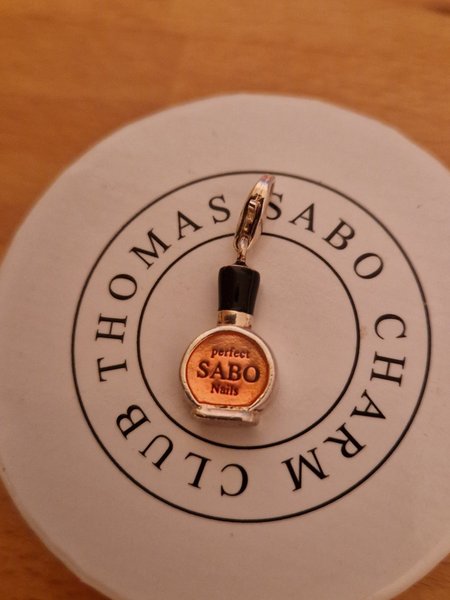 THOMAS SABO CHARM CLUB
perfect
SABO
Nails